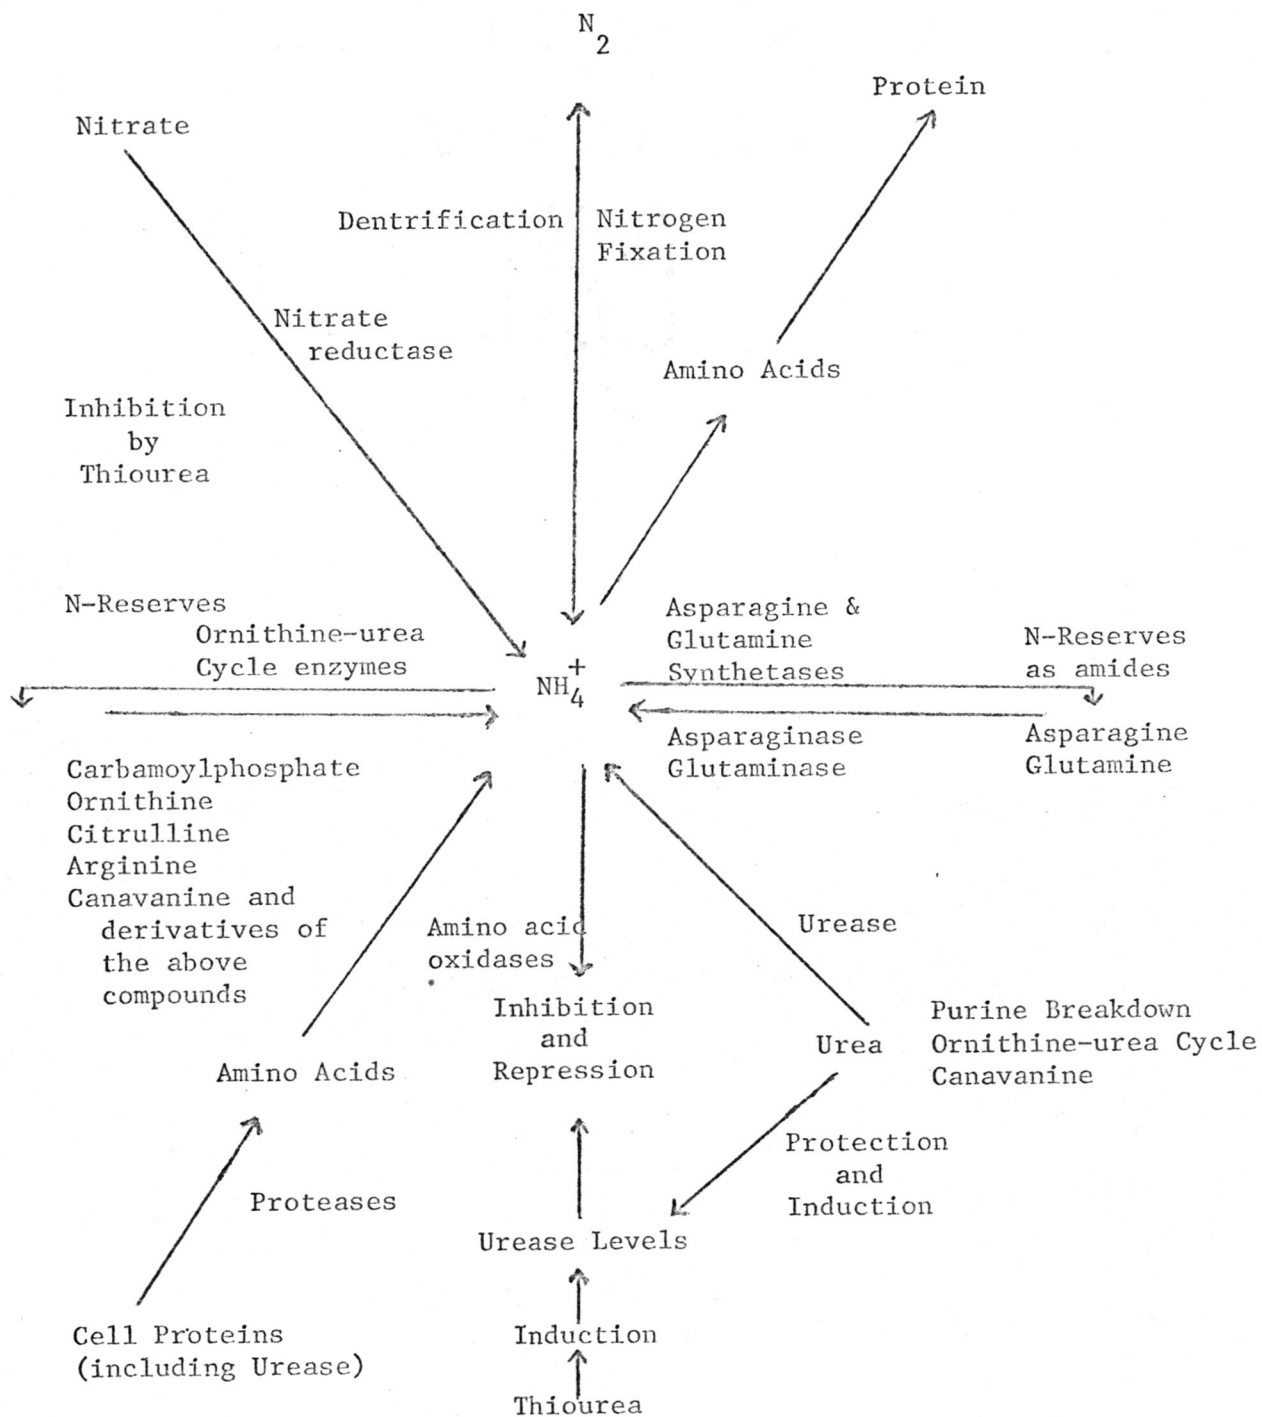 N
2
Protein
Nitrate
Dentrification
Nitrogen
Fixation
Nitrate
reductase
Amino Acids
Inhibition
by
Thiourea
N-Reserves
Ornithine-urea
Cycle enzymes
NH4+
Asparagine &
Glutamine
Synthetases
N-Reserves
as amides
Asparaginase
Glutaminase
Asparagine
Glutamine
Carbamoylphosphate
Ornithine
Citrulline
Arginine
Canavanine and
derivatives of
the above
compounds
Amino acid
oxidases
Urease
Inhibition
and
Repression
Urea
Purine Breakdown
Ornithine-urea Cycle
Canavanine
Amino Acids
Protection
and
Induction
Proteases
Urease Levels
Cell Proteins
(including Urease)
Induction
Thiourea